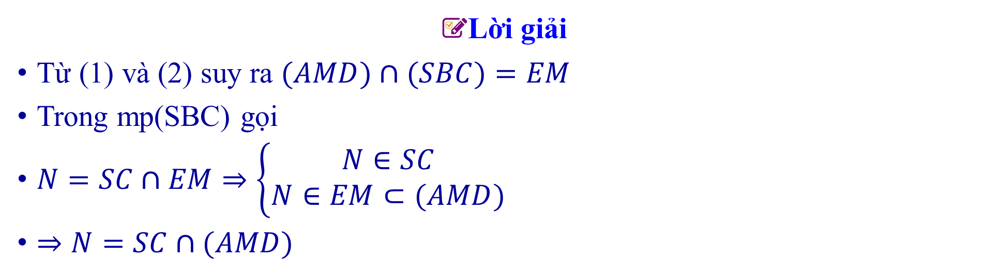 Lời giải
• Từ (1) và (2) suy ra (AMD) ∩ (SBC) = EM
• Trong mp(SBC) gọi
• N = SC ∩ EM ⇒ { N ∈ SC
N ∈ EM ⊂ (AMD)
• ⇒ N = SC ∩ (AMD)